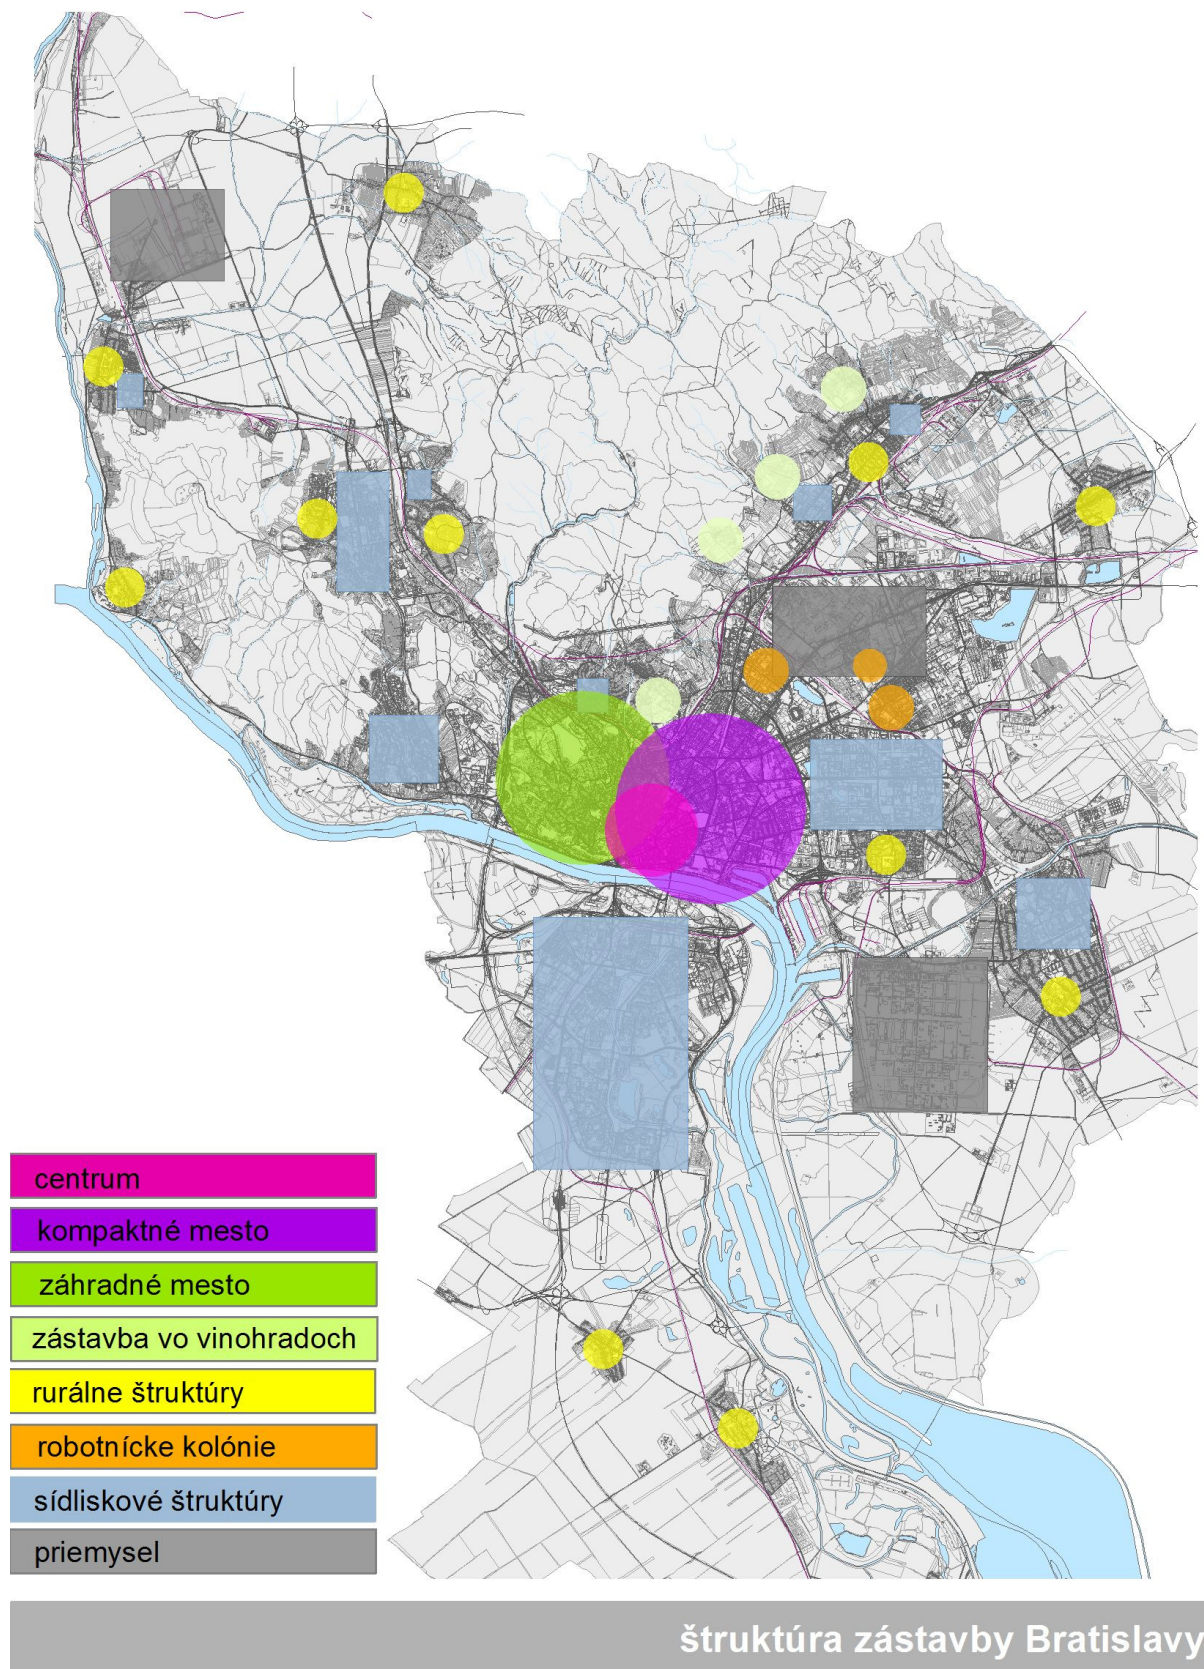 centrum
kompaktné mesto
záhradné mesto
zástavba vo vinohradoch
rurálne štruktúry
robotnícke kolónie
sídliskové štruktúry
priemysel
štruktúra zástavby Bratislavy